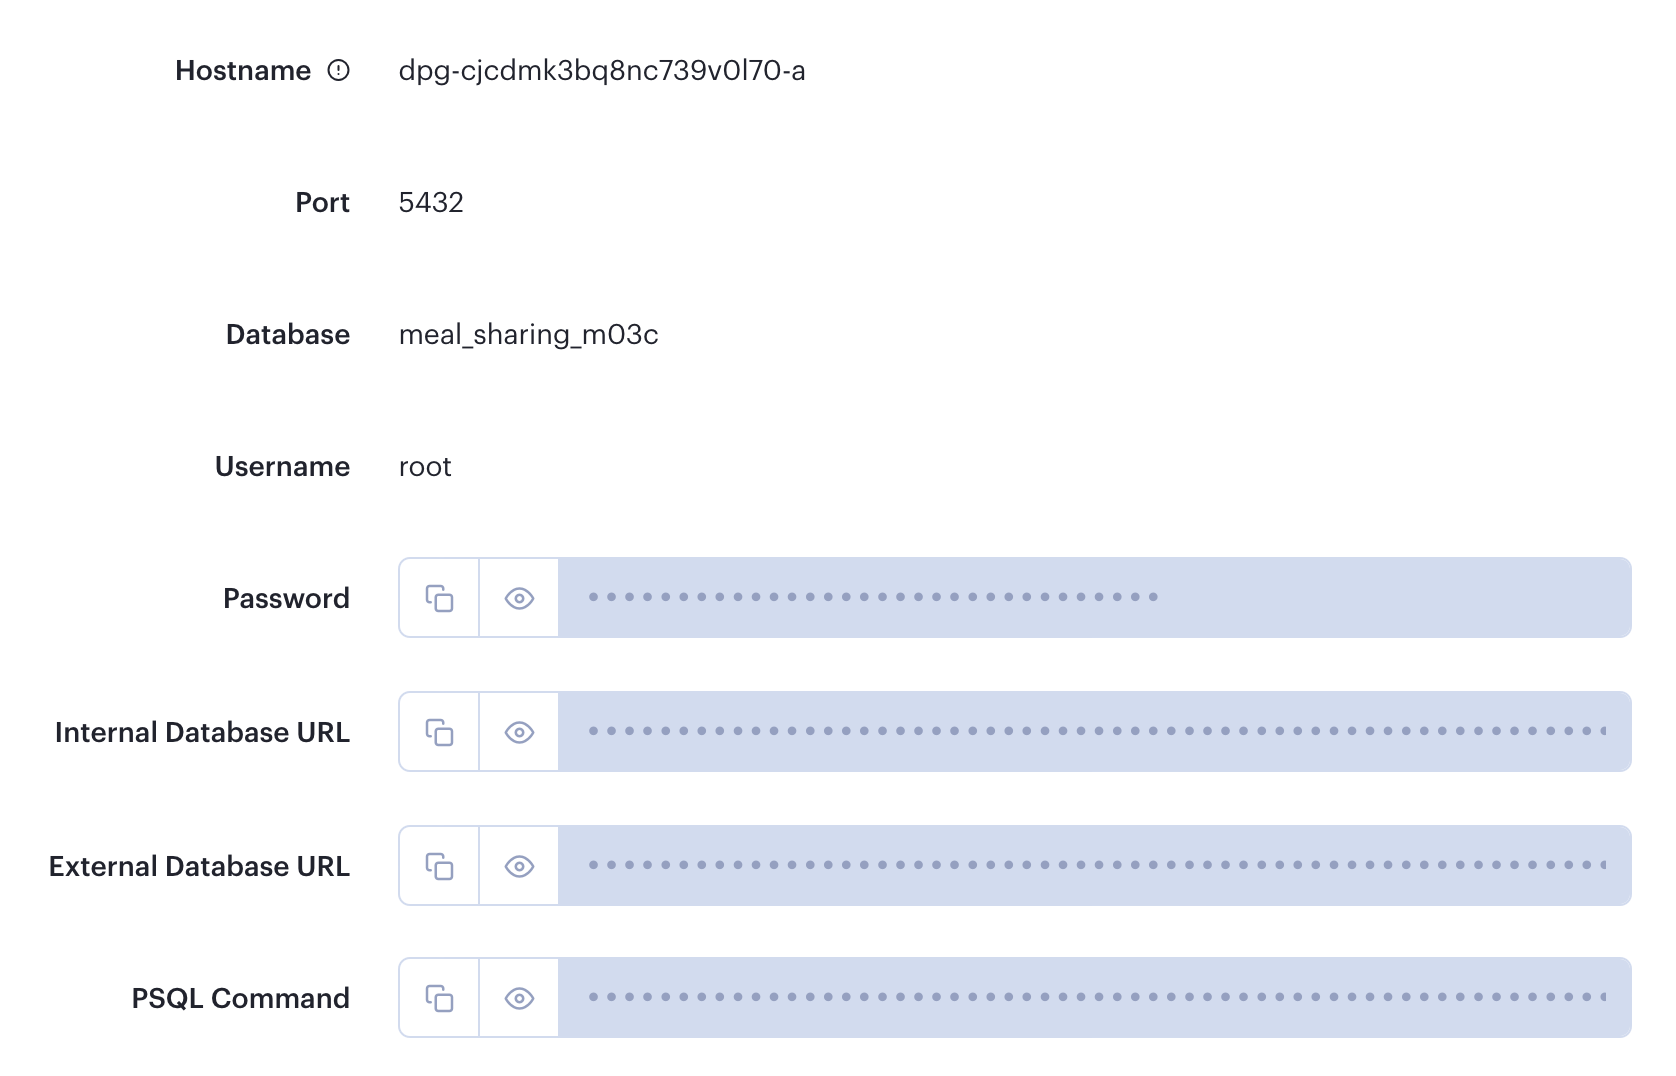 Hostname dpg-cjcdmk3bq8nc739v0l70-a
Port 5432
Database meal_sharing_m03c
Username root
Password ••••••••••••••••••••••••••••••••
Internal Database URL
External Database URL
PSQL Command